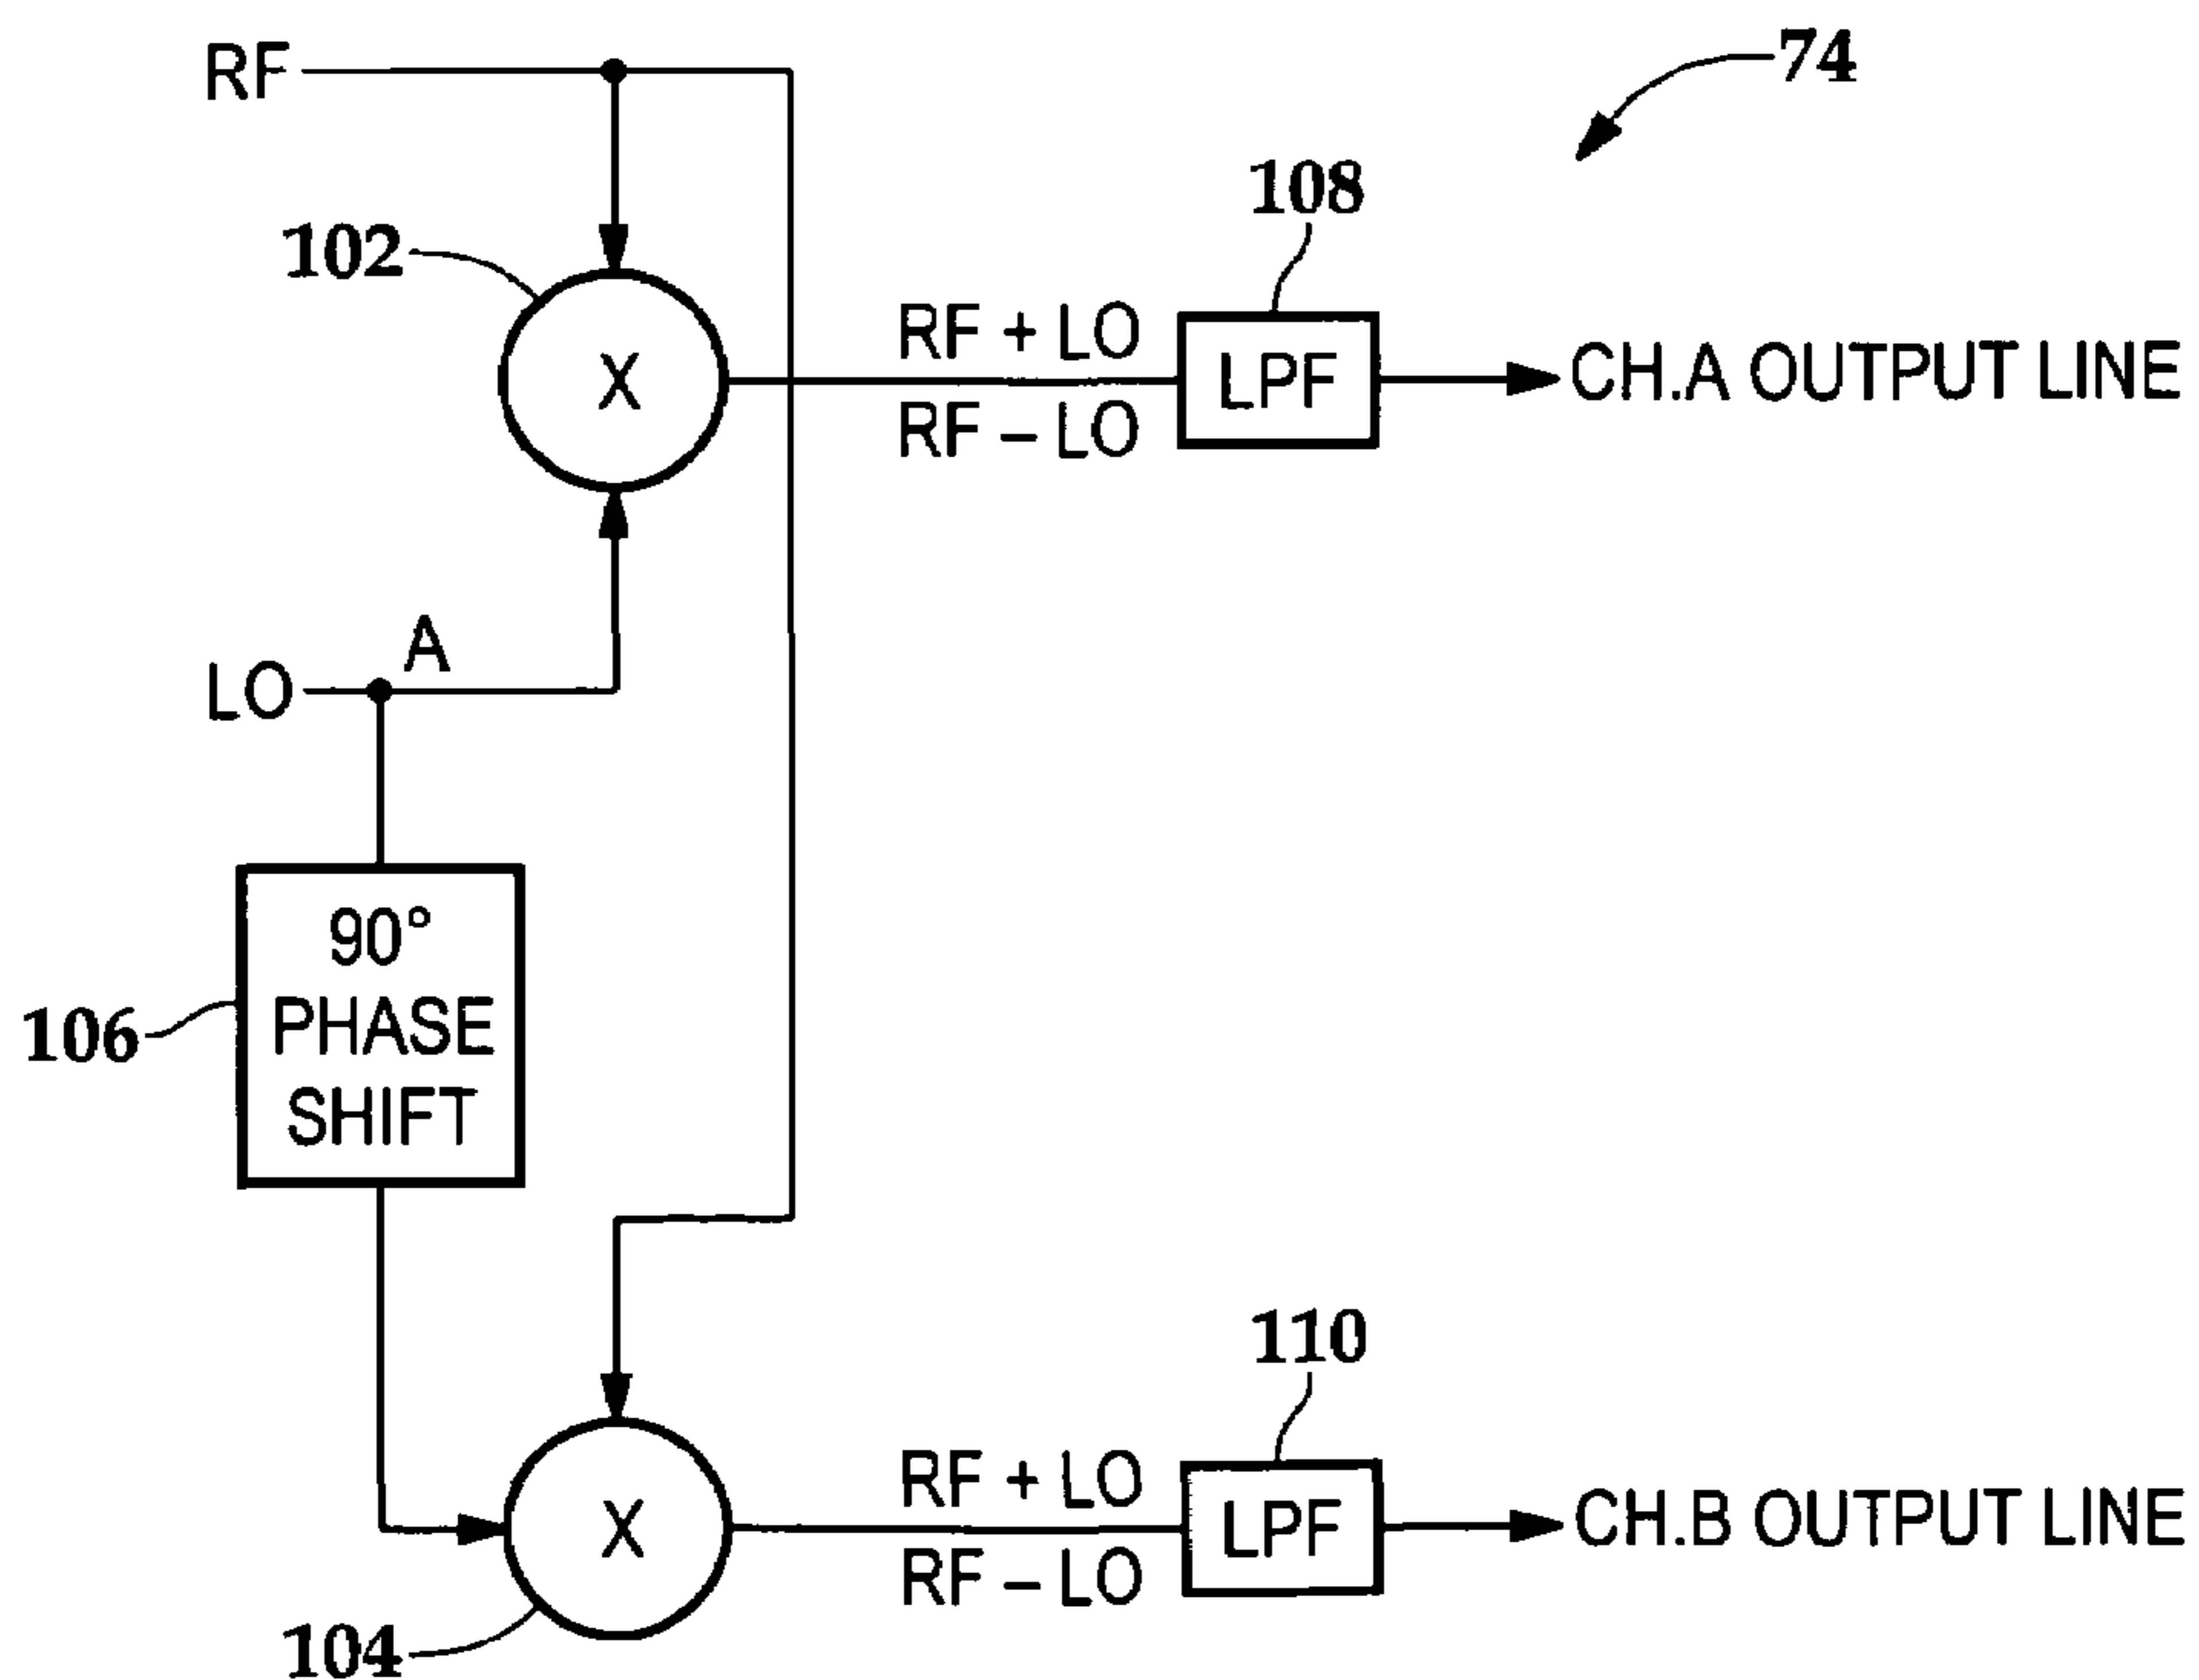 RF
74
108
102
RF + LO
X
LPF
CH.A OUTPUT LINE
RF – LO
A
LO
90°
PHASE
SHIFT
106
110
RF + LO
X
LPF
CH.B OUTPUT LINE
RF – LO
104